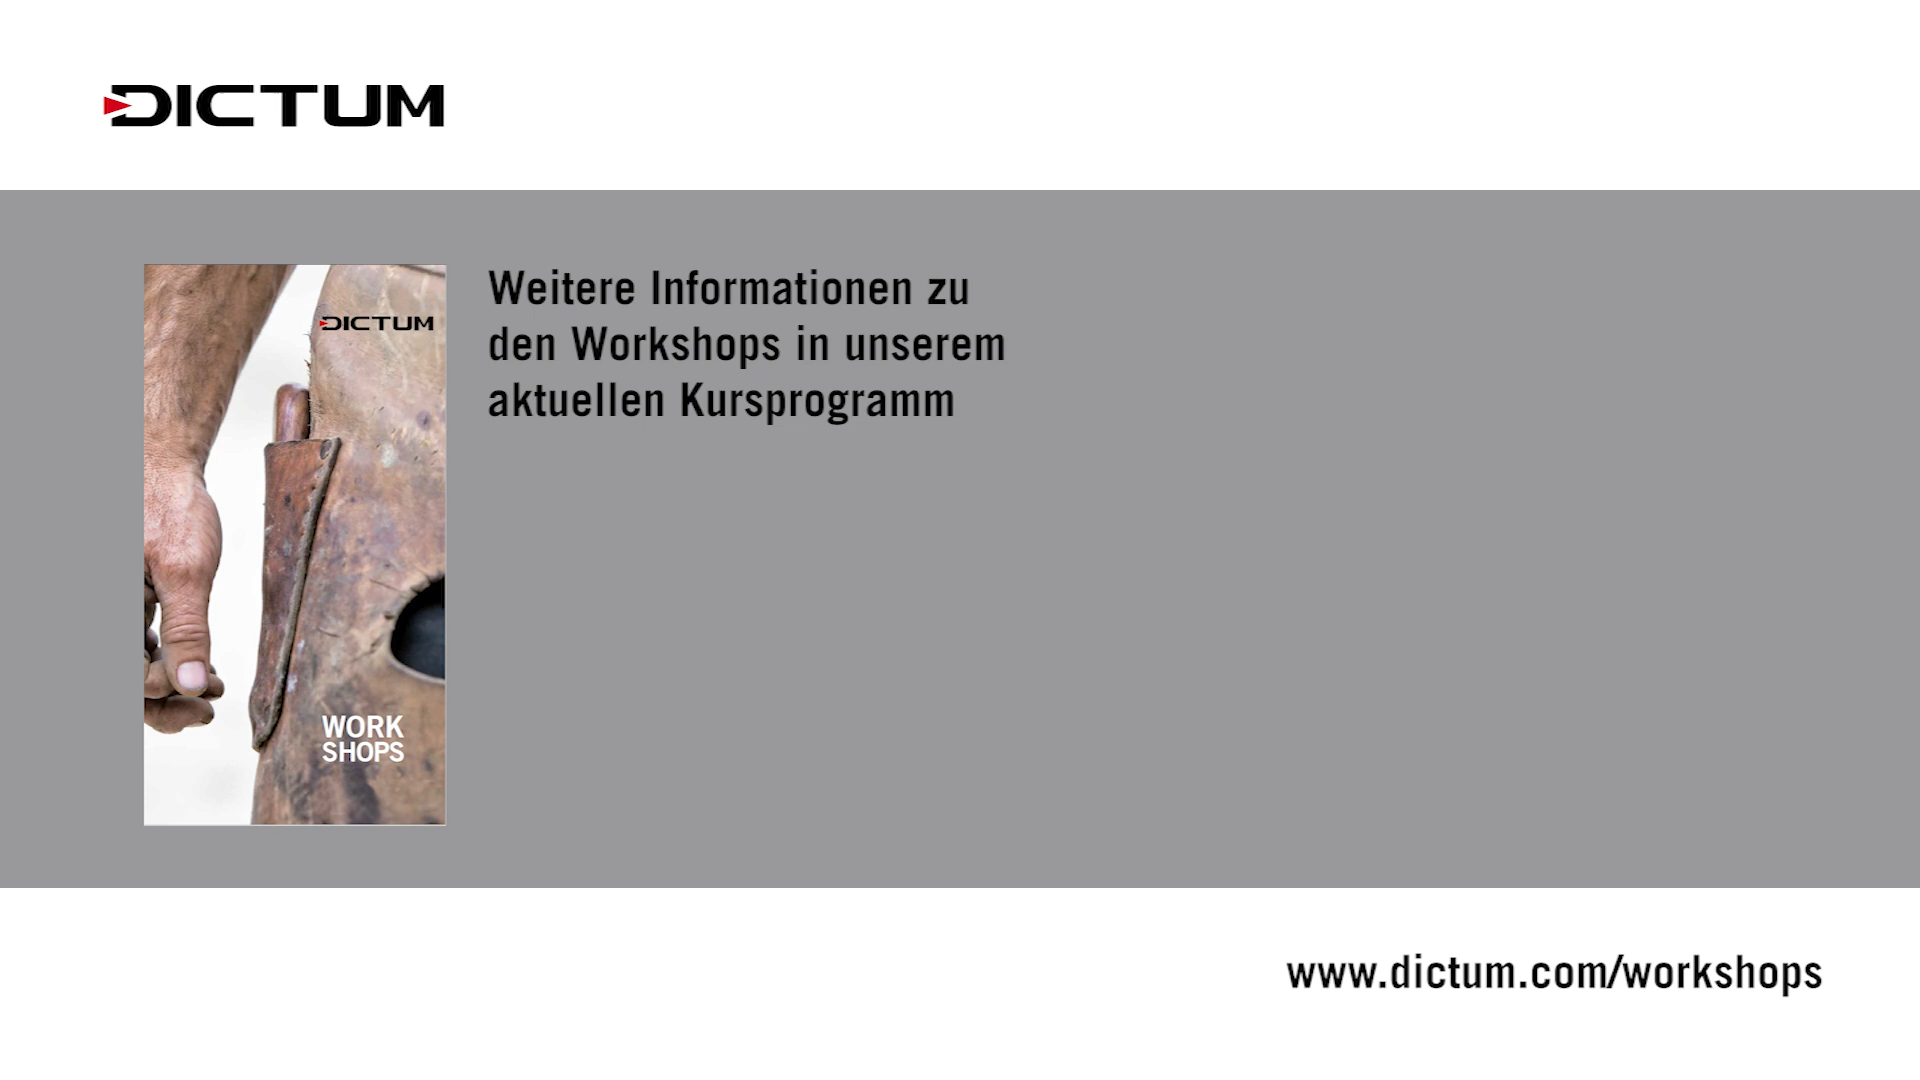 DICTUM
DICTUM
WORK
SHOPS
Weitere Informationen zu
den Workshops in unserem
aktuellen Kursprogramm
www.dictum.com/workshops